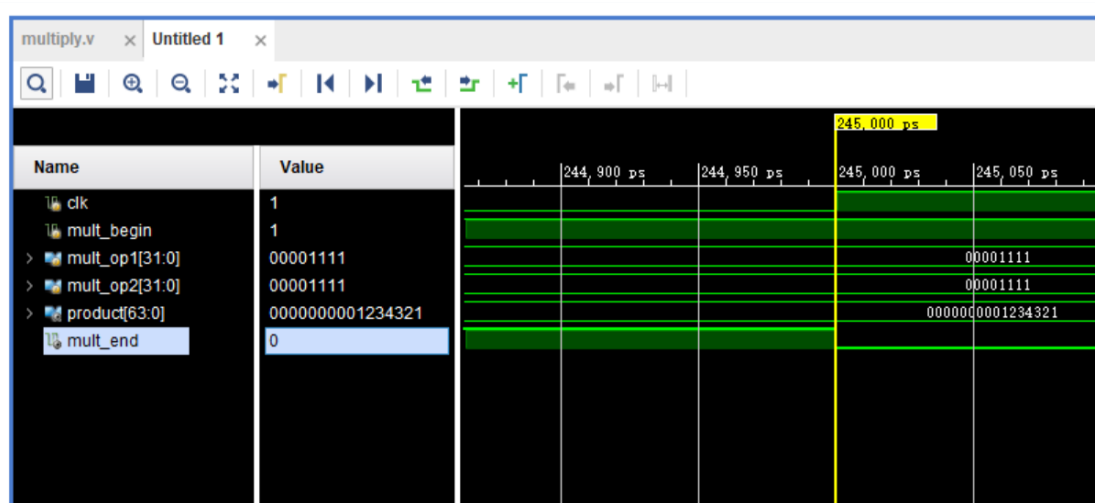 multiply.v × Untitled 1 ×
245,000 ps
Name Value
244,900 ps 244,950 ps 245,000 ps 245,050 ps
clk 1
mult_begin 1
mult_op1[31:0] 00001111 00001111
mult_op2[31:0] 00001111 00001111
product[63:0] 0000000001234321 0000000001234321
mult_end 0